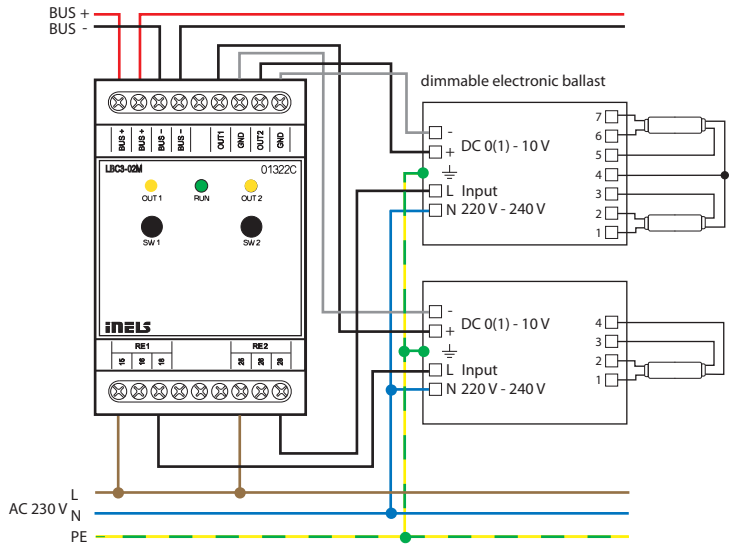 BUS +
BUS -
BUS +
BUS +
BUS -
BUS -
OUT1
GND
OUT2
GND
LBC3-02M
01322C
OUT 1
RUN
OUT 2
SW 1
SW 2
iNELS
RE1
RE2
15
16
18
25
26
28
dimmable electronic ballast
-
+
DC 0(1) - 10 V
L Input
N 220 V - 240 V
7
6
5
4
3
2
1
-
+
DC 0(1) - 10 V
L Input
N 220 V - 240 V
4
3
2
1
AC 230 V
L
N
PE